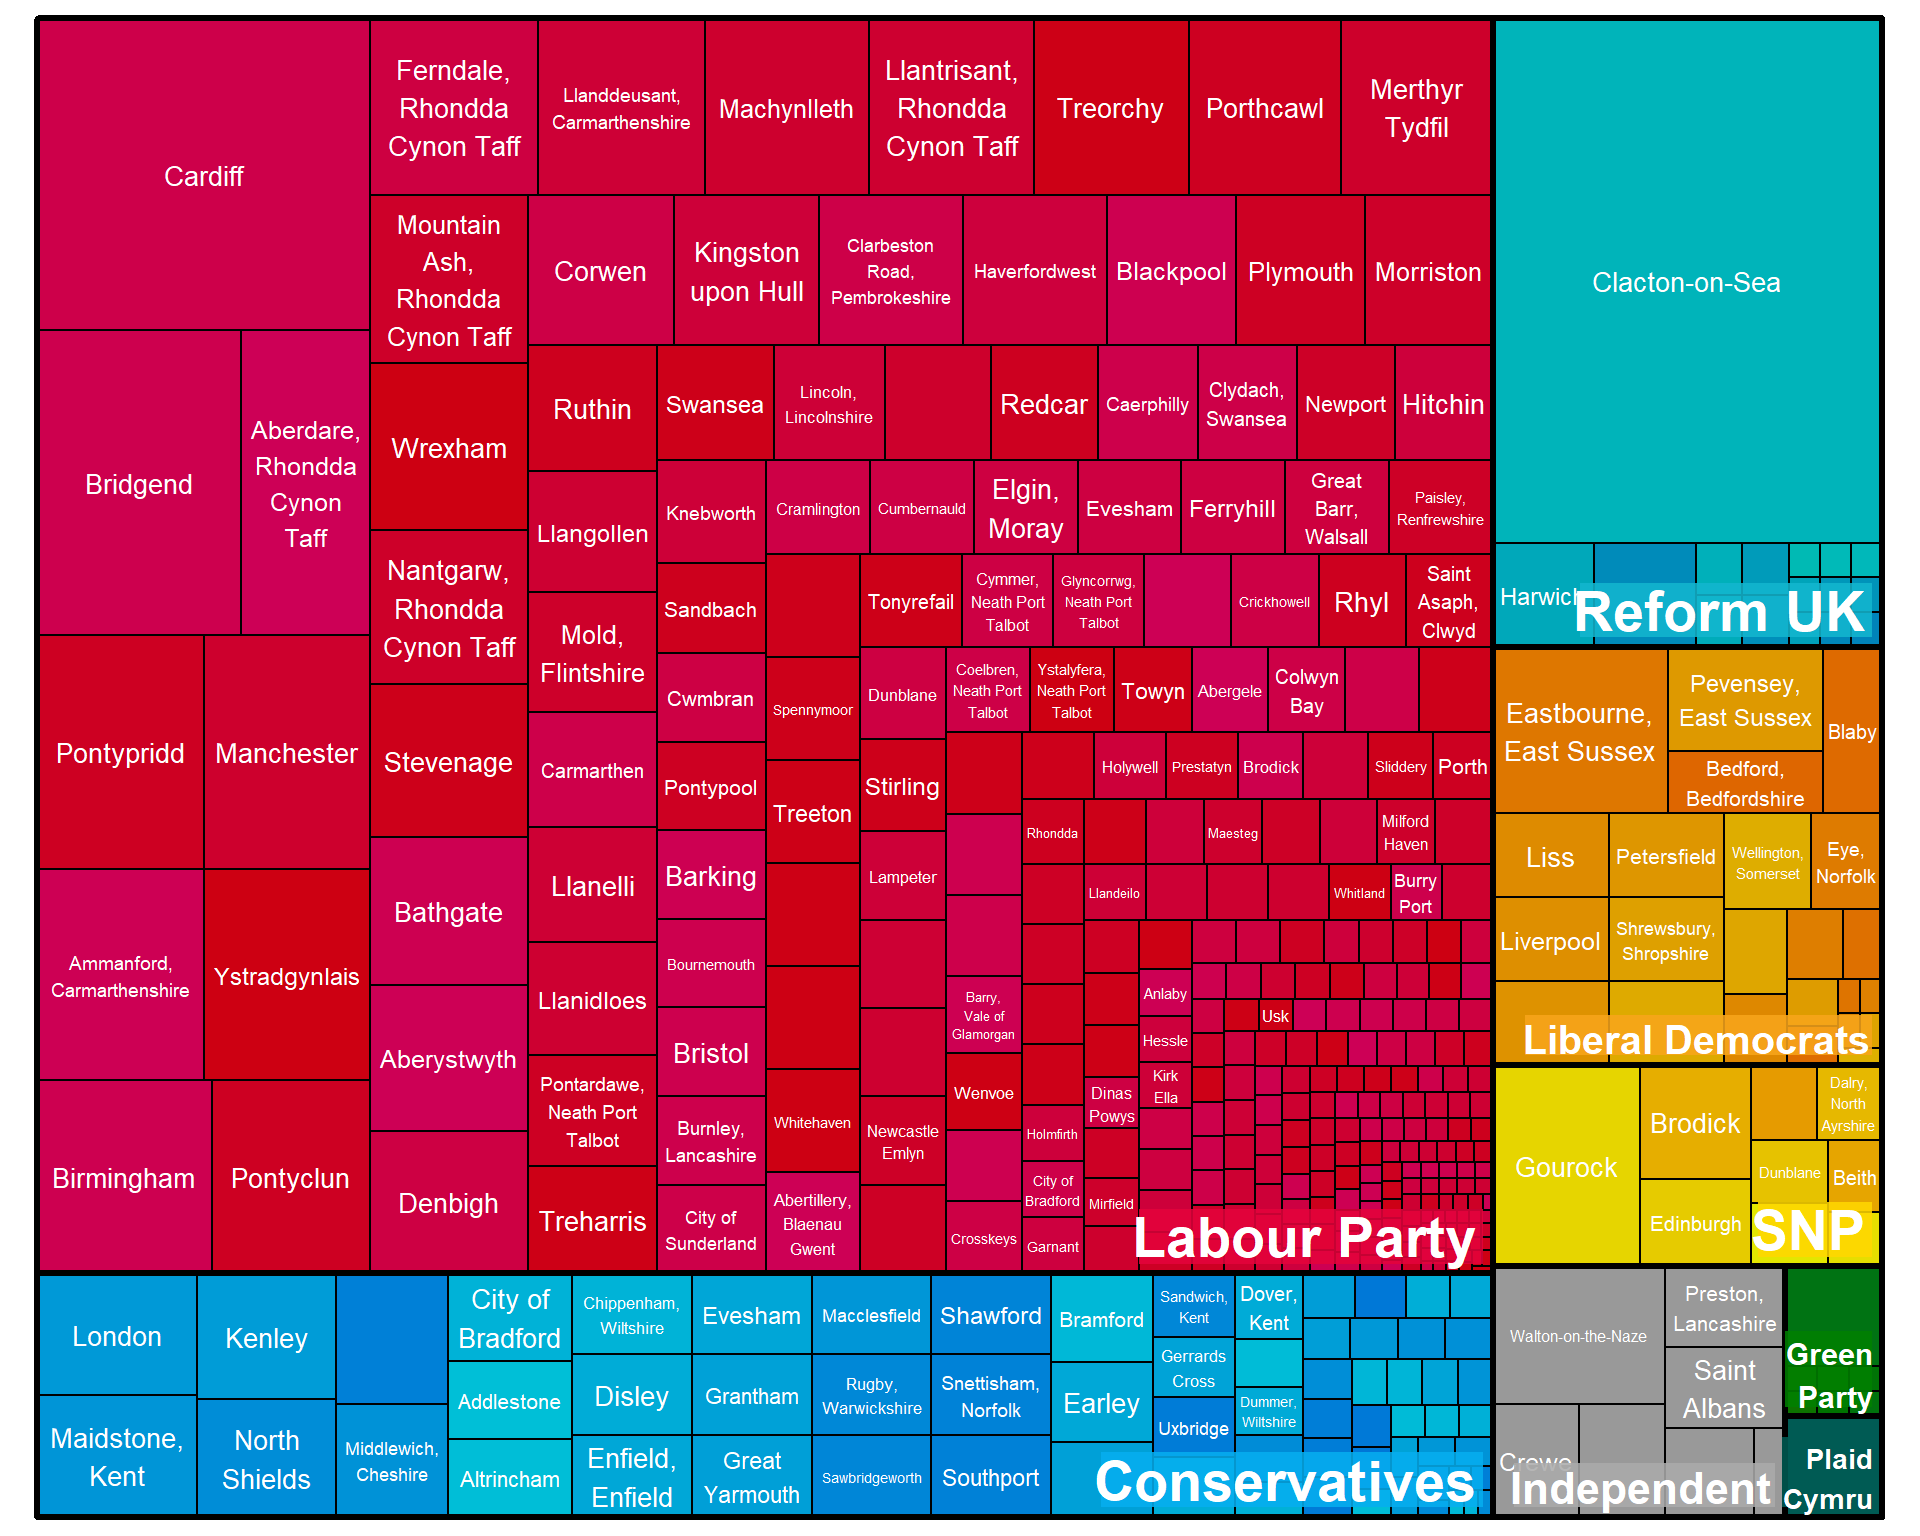 Cardiff
Ferndale,
Rhondda
Cynon Taff
Llanddeusant,
Carmarthenshire
Machynlleth
Llantrisant,
Rhondda
Cynon Taff
Treorchy
Porthcawl
Merthyr
Tydfil
Mountain
Ash,
Rhondda
Cynon Taff
Corwen
Kingston
upon Hull
Clarbeston
Road,
Pembrokeshire
Haverfordwest
Blackpool
Plymouth
Morriston
Bridgend
Aberdare,
Rhondda
Cynon
Taff
Wrexham
Ruthin
Swansea
Lincoln,
Lincolnshire
Redcar
Caerphilly
Clydach,
Swansea
Newport
Hitchin
Llangollen
Knebworth
Cramlington
Cumbernauld
Elgin,
Moray
Evesham
Ferryhill
Great
Barr,
Walsall
Paisley,
Renfrewshire
Nantgarw,
Rhondda
Cynon Taff
Mold,
Flintshire
Sandbach
Tonyrefail
Cymmer,
Neath Port
Talbot
Glyncorrwg,
Neath Port
Talbot
Crickhowell
Rhyl
Saint
Asaph,
Clwyd
Pontypridd
Manchester
Stevenage
Carmarthen
Cwmbran
Spennymoor
Dunblane
Coelbren,
Neath Port
Talbot
Ystalyfera,
Neath Port
Talbot
Towyn
Abergele
Colwyn
Bay
Pontypool
Treeton
Stirling
Holywell
Prestatyn
Brodick
Sliddery
Porth
Rhondda
Maesteg
Milford
Haven
Ammanford,
Carmarthenshire
Ystradgynlais
Bathgate
Llanelli
Barking
Lampeter
Llandeilo
Whitland
Burry
Port
Aberystwyth
Llanidloes
Bournemouth
Bristol
Barry,
Vale of
Glamorgan
Anlaby
Usk
Hessle
Birmingham
Pontyclun
Denbigh
Pontardawe,
Neath Port
Talbot
Treharris
Burnley,
Lancashire
City of
Sunderland
Whitehaven
Abertillery,
Blaenau
Gwent
Newcastle
Emlyn
Wenvoe
Crosskeys
Holmfirth
City of
Bradford
Garnant
Dinas
Powys
Mirfield
Kirk
Ella
Labour Party
Clacton-on-Sea
Harwich
Reform UK
Eastbourne,
East Sussex
Pevensey,
East Sussex
Bedford,
Bedfordshire
Blaby
Liss
Petersfield
Wellington,
Somerset
Eye,
Norfolk
Liverpool
Shrewsbury,
Shropshire
Liberal Democrats
Gourock
Brodick
Dalry,
North
Ayrshire
Dunblane
Beith
Edinburgh
SNP
London
Kenley
City of
Bradford
Chippenham,
Wiltshire
Evesham
Macclesfield
Shawford
Bramford
Sandwich,
Kent
Dover,
Kent
Addlestone
Disley
Grantham
Rugby,
Warwickshire
Snettisham,
Norfolk
Earley
Gerrards
Cross
Dummer,
Wiltshire
Maidstone,
Kent
North
Shields
Middlewich,
Cheshire
Altrincham
Enfield,
Enfield
Great
Yarmouth
Sawbridgeworth
Southport
Uxbridge
Conservatives
Walton-on-the-Naze
Preston,
Lancashire
Saint
Albans
Crewe
Independent
Green
Party
Plaid
Cymru